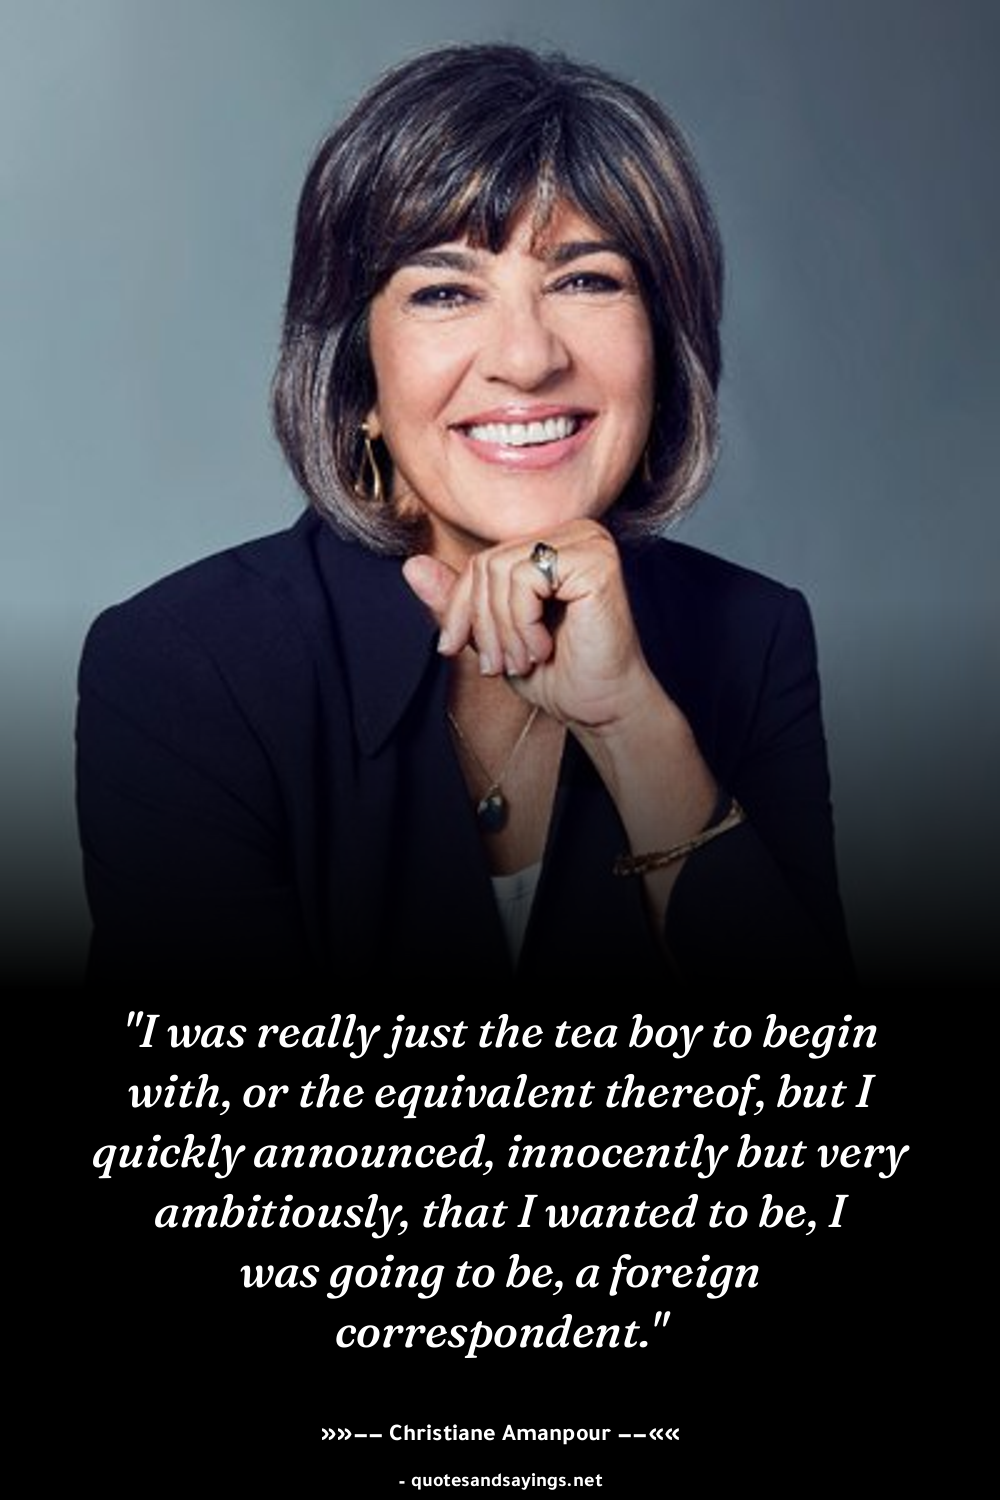 "I was really just the tea boy to begin
with, or the equivalent thereof, but I
quickly announced, innocently but very
ambitiously, that I wanted to be, I
was going to be, a foreign
correspondent."
»»−− Christiane Amanpour −−««
- quotesandsayings.net